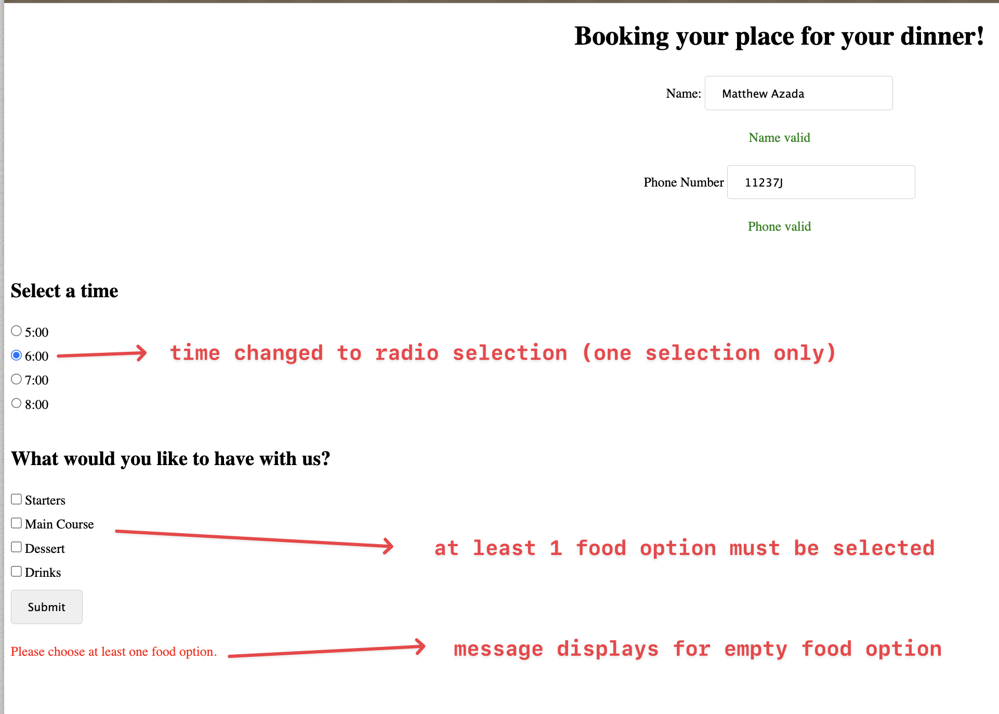 Booking your place for your dinner!
Name: Matthew Azada
Name valid
Phone Number 11237J
Phone valid
Select a time
5:00
6:00
time changed to radio selection (one selection only)
7:00
8:00
What would you like to have with us?
Starters
Main Course
at least 1 food option must be selected
Dessert
Drinks
Submit
Please choose at least one food option.
message displays for empty food option